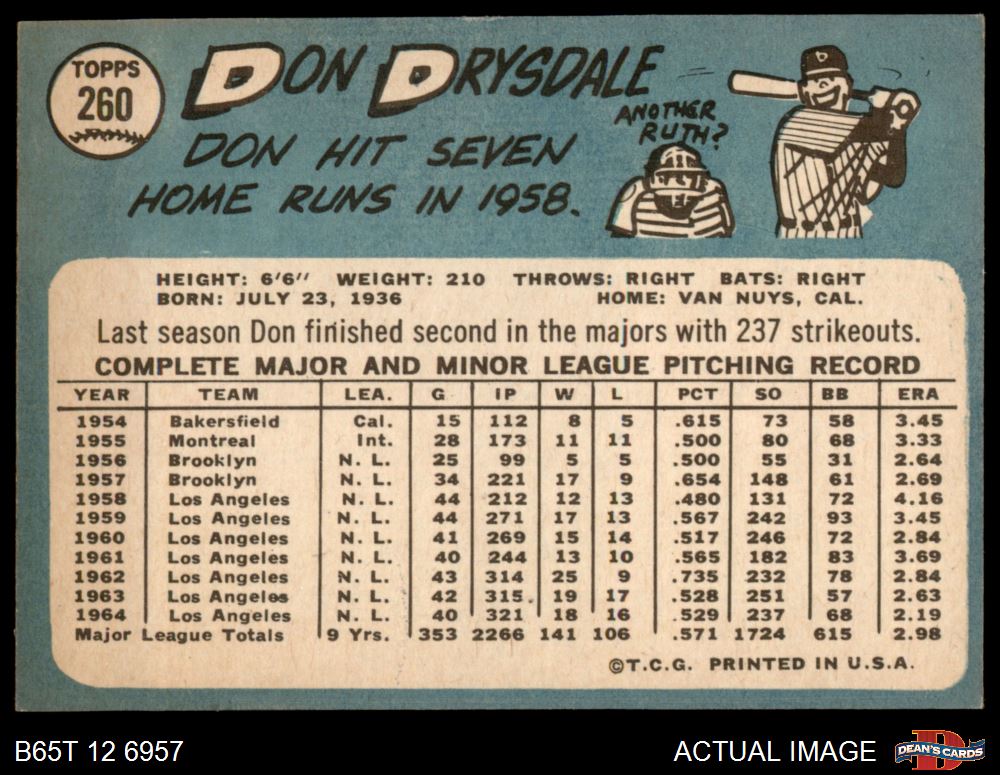 TOPPS
260
DON DRYSDALE
DON HIT SEVEN
HOME RUNS IN 1958.
ANOTHER
RUTH?
D
HEIGHT: 6'6" WEIGHT: 210 THROWS: RIGHT BATS: RIGHT
BORN: JULY 23, 1936 HOME: VAN NUYS, CAL.
Last season Don finished second in the majors with 237 strikeouts.
COMPLETE MAJOR AND MINOR LEAGUE PITCHING RECORD
YEAR TEAM LEA. G IP W L PCT SO BB ERA
1954 Bakersfield Cal. 15 112 8 5 .615 73 58 3.45
1955 Montreal Int. 28 173 11 11 .500 80 68 3.33
1956 Brooklyn N. L. 25 99 5 5 .500 55 31 2.64
1957 Brooklyn N. L. 34 221 17 9 .654 148 61 2.69
1958 Los Angeles N. L. 44 212 12 13 .480 131 72 4.16
1959 Los Angeles N. L. 44 271 17 13 .567 242 93 3.45
1960 Los Angeles N. L. 41 269 15 14 .517 246 72 2.84
1961 Los Angeles N. L. 40 244 13 10 .565 182 83 3.69
1962 Los Angeles N. L. 43 314 25 9 .735 232 78 2.84
1963 Los Angeles N. L. 42 315 19 17 .528 251 57 2.63
1964 Los Angeles N. L. 40 321 18 16 .529 237 68 2.19
Major League Totals 9 Yrs. 353 2266 141 106 .571 1724 615 2.98
©T.C.G. PRINTED IN U.S.A.
B65T 12 6957 ACTUAL IMAGE D DEAN'S CARDS